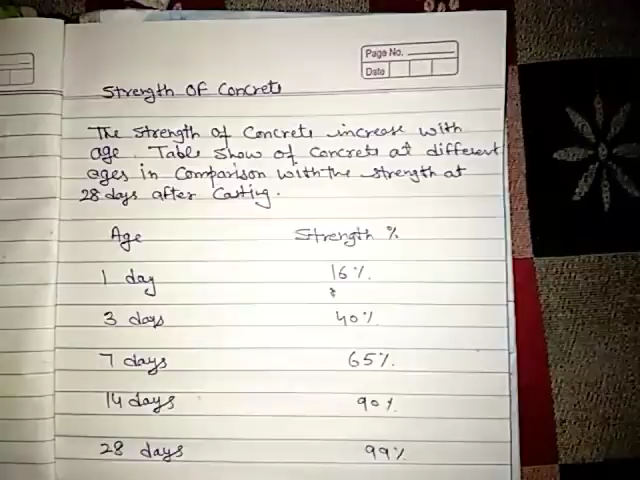 Page No.
Date
Strength Of Concrete
The Strength of Concrete increase with
age. Table show of Concrete at different
ages in Comparison with the strength at
28 days after Casting.
Age Strength %
1 day 16%.
3 days 40%
7 days 65%.
14 days 90%.
28 days 99%